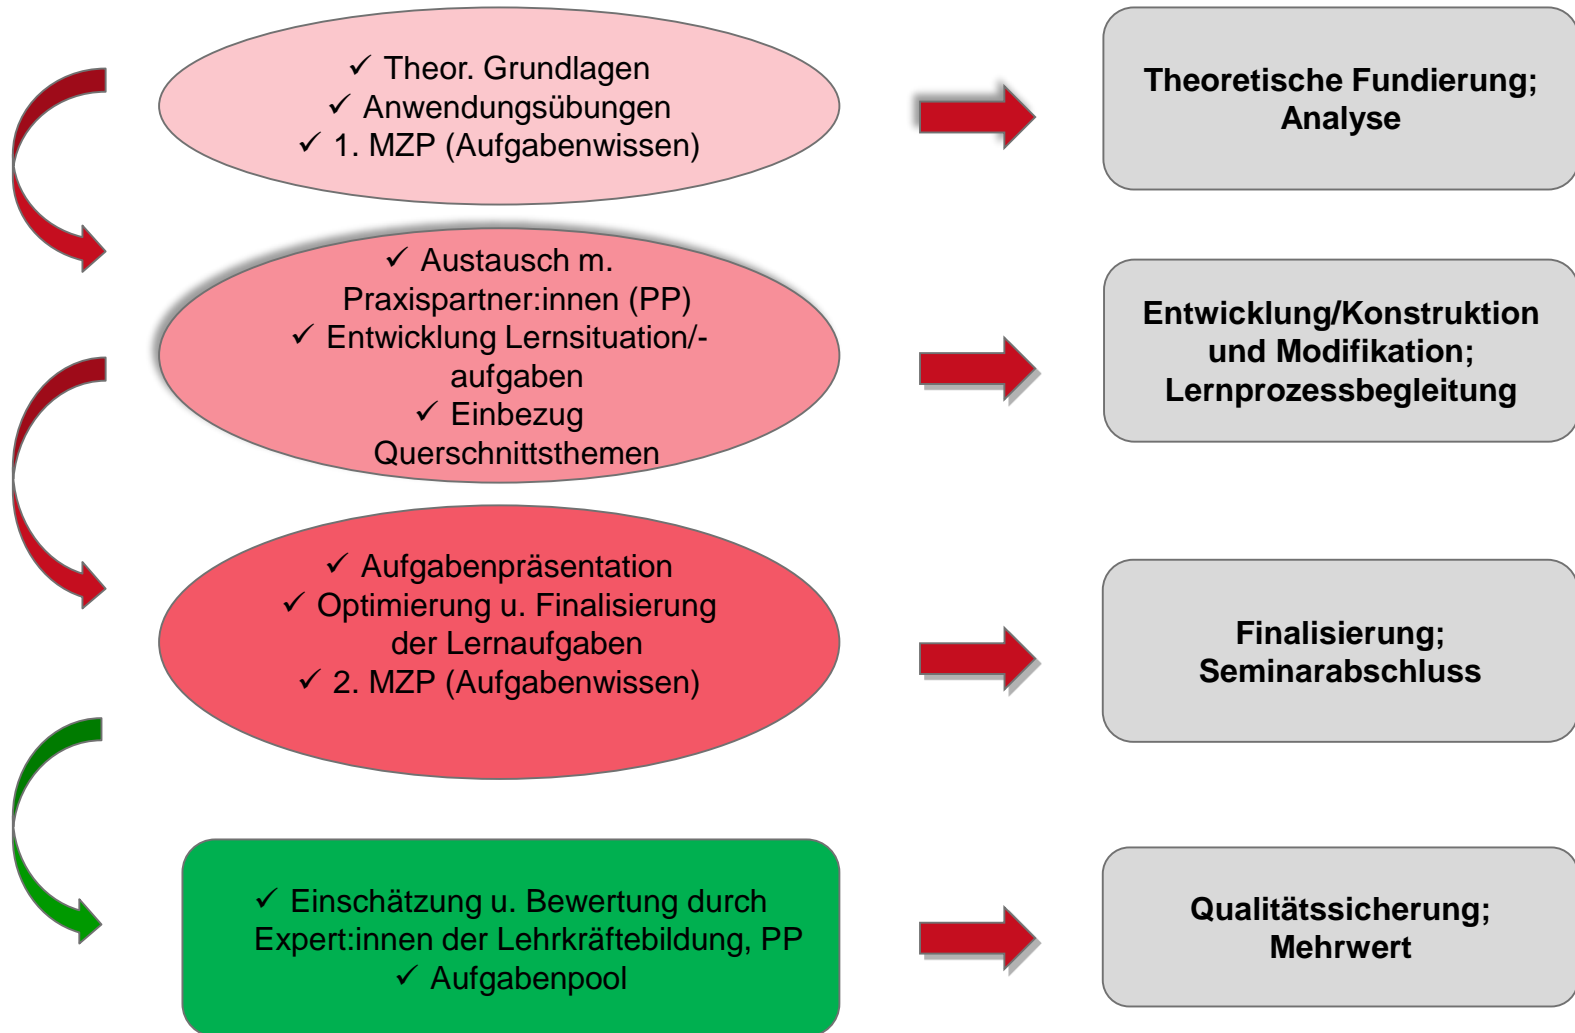 ✓ Theor. Grundlagen
✓ Anwendungsübungen
✓ 1. MZP (Aufgabenwissen)
Theoretische Fundierung;
Analyse
✓ Austausch m.
Praxispartner:innen (PP)
✓ Entwicklung Lernsituation/-
aufgaben
✓ Einbezug
Querschnittsthemen
Entwicklung/Konstruktion
und Modifikation;
Lernprozessbegleitung
✓ Aufgabenpräsentation
✓ Optimierung u. Finalisierung
der Lernaufgaben
✓ 2. MZP (Aufgabenwissen)
Finalisierung;
Seminarabschluss
✓ Einschätzung u. Bewertung durch
Expert:innen der Lehrkräftebildung, PP
✓ Aufgabenpool
Qualitätssicherung;
Mehrwert